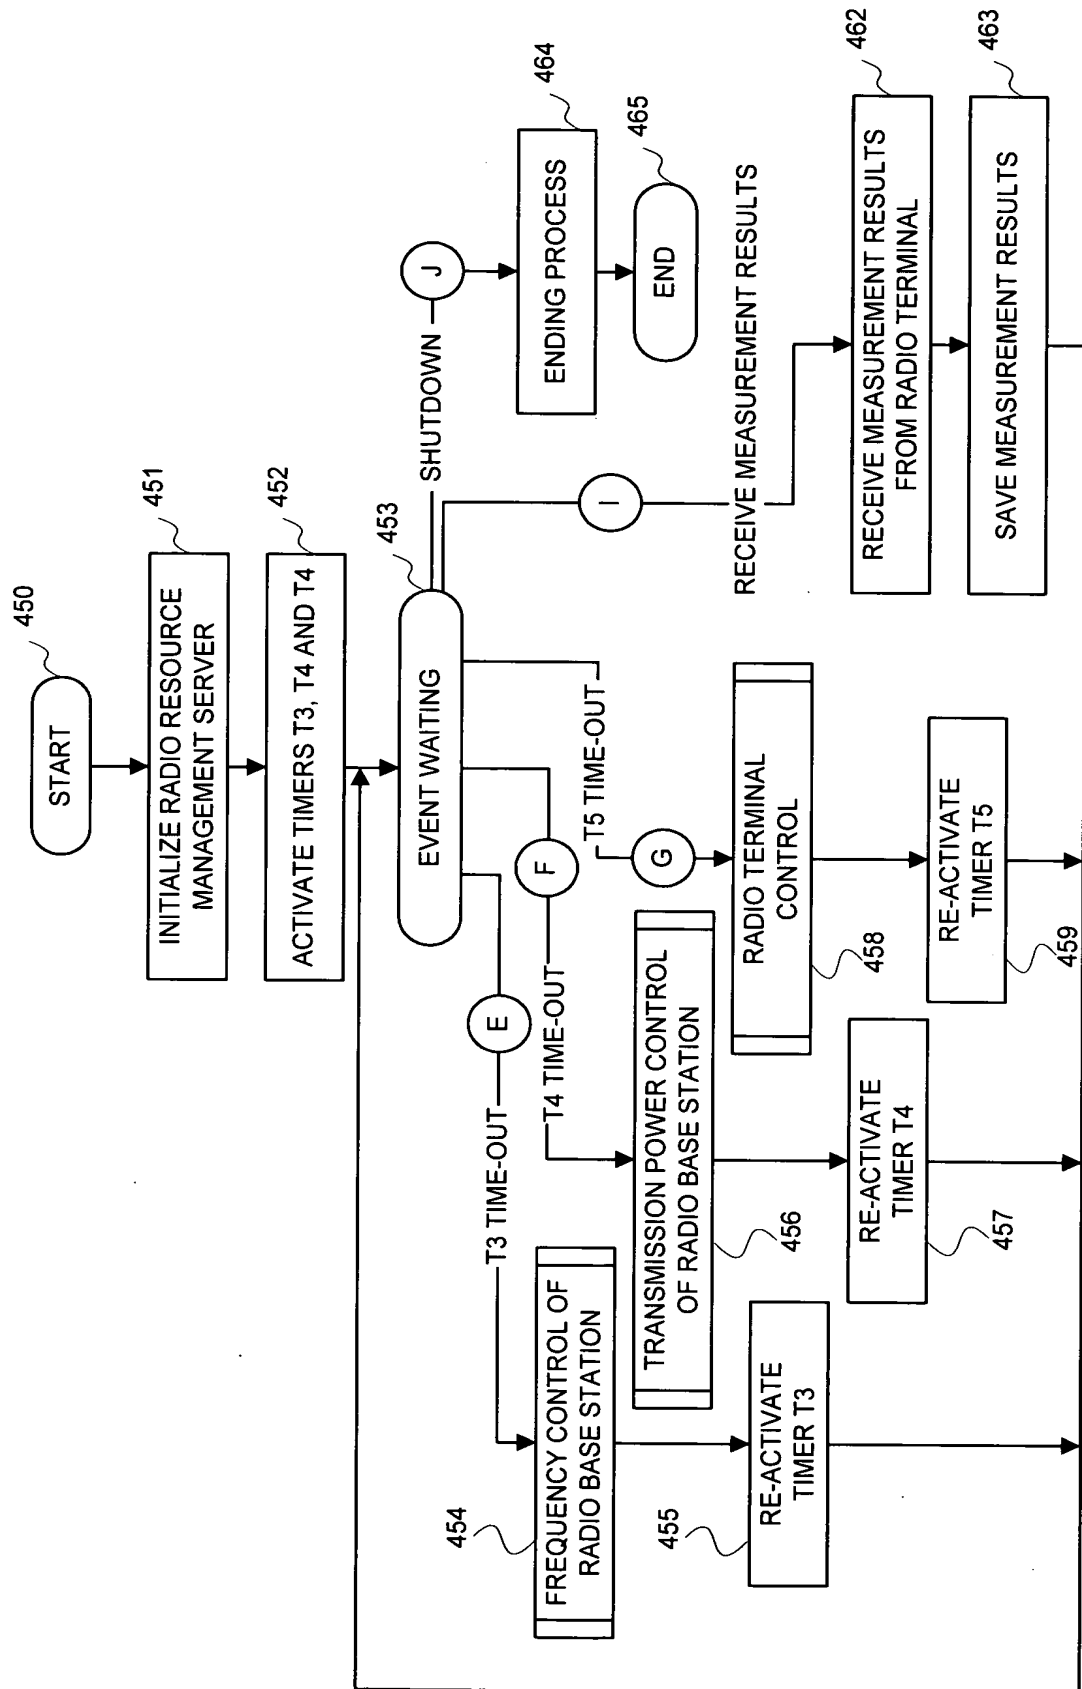 450
START
451
INITIALIZE RADIO RESOURCE
MANAGEMENT SERVER
452
ACTIVATE TIMERS T3, T4 AND T4
453
EVENT WAITING
SHUTDOWN
J
464
ENDING PROCESS
465
END
E
T3 TIME-OUT
454
FREQUENCY CONTROL OF
RADIO BASE STATION
455
RE-ACTIVATE
TIMER T3
F
T4 TIME-OUT
TRANSMISSION POWER CONTROL
OF RADIO BASE STATION
456
RE-ACTIVATE
TIMER T4
457
T5 TIME-OUT
G
RADIO TERMINAL
CONTROL
458
RE-ACTIVATE
TIMER T5
459
I
RECEIVE MEASUREMENT RESULTS
462
RECEIVE MEASUREMENT RESULTS
FROM RADIO TERMINAL
463
SAVE MEASUREMENT RESULTS